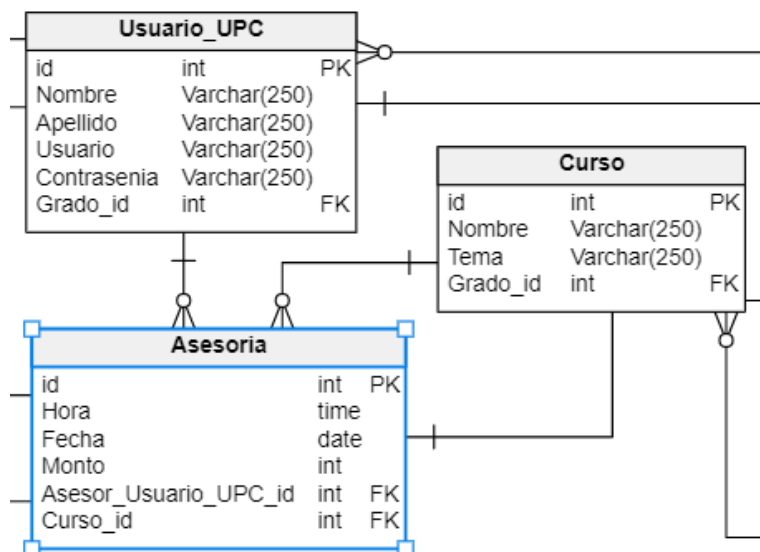 Usuario_UPC
id int PK
Nombre Varchar(250)
Apellido Varchar(250)
Usuario Varchar(250)
Contrasenia Varchar(250)
Grado_id int FK
Curso
id int PK
Nombre Varchar(250)
Tema Varchar(250)
Grado_id int FK
Asesoria
id int PK
Hora time
Fecha date
Monto int
Asesor_Usuario_UPC_id int FK
Curso_id int FK